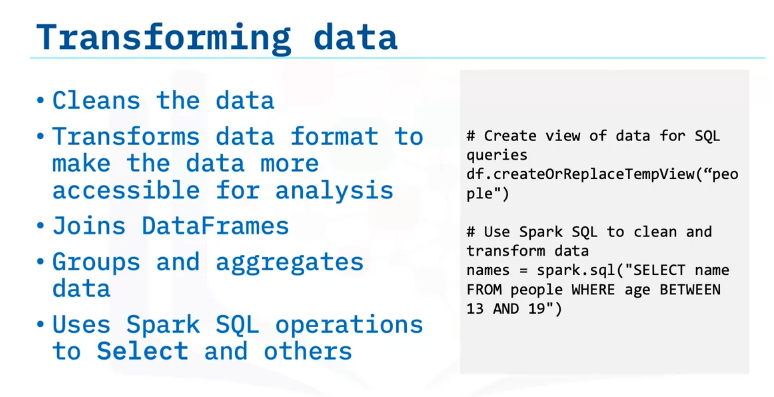 Transforming data
• Cleans the data
• Transforms data format to
make the data more
accessible for analysis
• Joins DataFrames
• Groups and aggregates
data
• Uses Spark SQL operations
to Select and others
# Create view of data for SQL
queries
df.createOrReplaceTempView(“peo
ple")
# Use Spark SQL to clean and
transform data
names = spark.sql("SELECT name
FROM people WHERE age BETWEEN
13 AND 19")